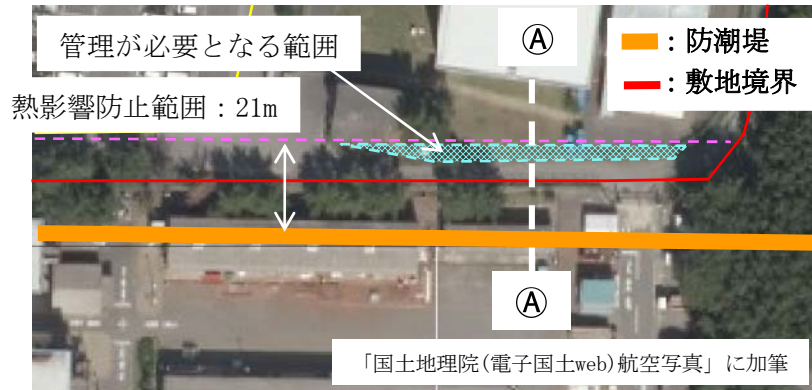 管理が必要となる範囲
熱影響防止範囲：21m
Ⓐ
：防潮堤
：敷地境界
Ⓐ
「国土地理院(電子国土web)航空写真」に加筆